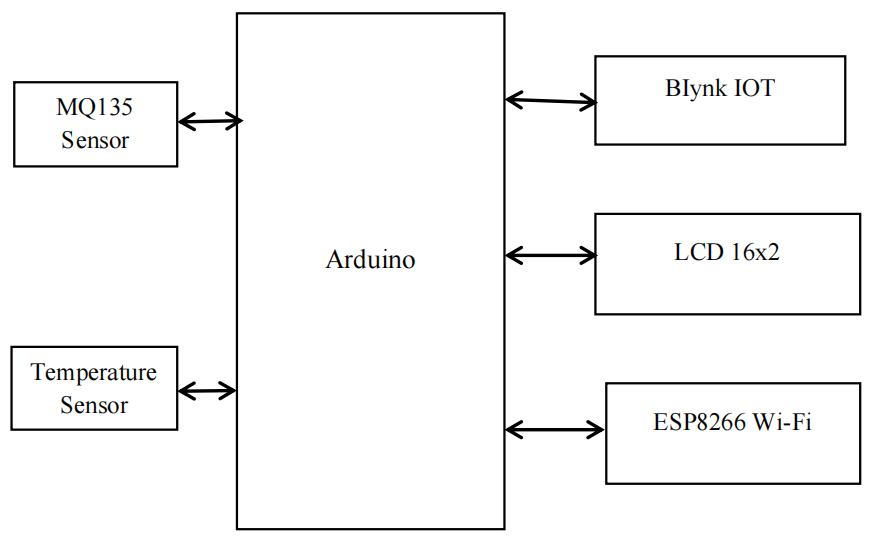 MQ135
Sensor
Temperature
Sensor
Arduino
BIynk IOT
LCD 16x2
ESP8266 Wi-Fi